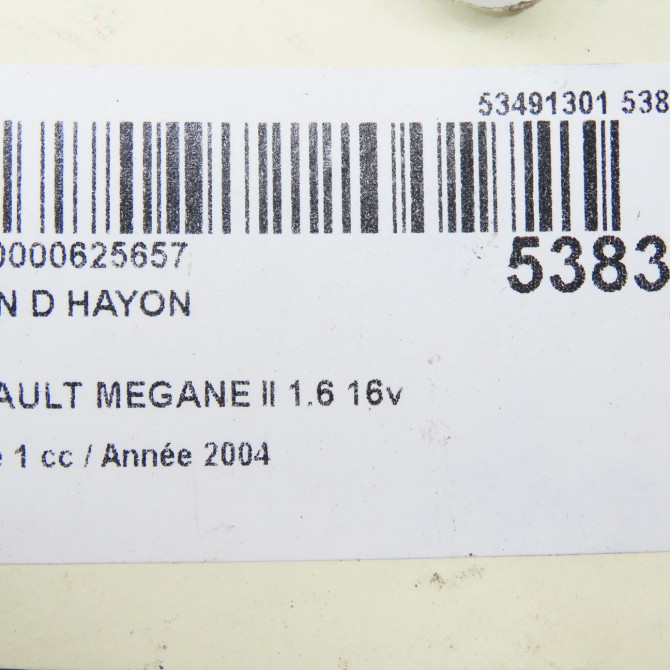 53491301 538
0000625657
5383
N D HAYON
AULT MEGANE II 1.6 16v
e 1 cc / Année 2004